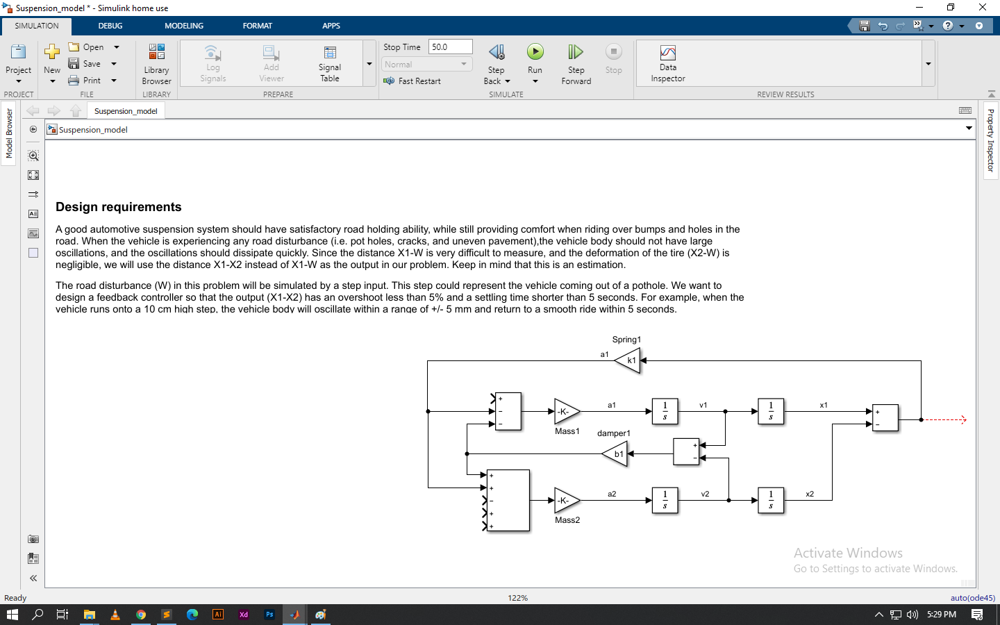 Suspension_model * - Simulink home use
SIMULATION DEBUG MODELING FORMAT APPS
Project
New
Open
Save
Print
Library Browser
Log Signals
Add Viewer
Signal Table
Stop Time 50.0
Normal
Fast Restart
Step Back
Run
Step Forward
Stop
Data Inspector
PROJECT FILE LIBRARY PREPARE SIMULATE REVIEW RESULTS
Model Browser
Suspension_model
Property Inspector
Suspension_model
Design requirements
A good automotive suspension system should have satisfactory road holding ability, while still providing comfort when riding over bumps and holes in the
road. When the vehicle is experiencing any road disturbance (i.e. pot holes, cracks, and uneven pavement),the vehicle body should not have large
oscillations, and the oscillations should dissipate quickly. Since the distance X1-W is very difficult to measure, and the deformation of the tire (X2-W) is
negligible, we will use the distance X1-X2 instead of X1-W as the output in our problem. Keep in mind that this is an estimation.
The road disturbance (W) in this problem will be simulated by a step input. This step could represent the vehicle coming out of a pothole. We want to
design a feedback controller so that the output (X1-X2) has an overshoot less than 5% and a settling time shorter than 5 seconds. For example, when the
vehicle runs onto a 10 cm high step, the vehicle body will oscillate within a range of +/- 5 mm and return to a smooth ride within 5 seconds.
Spring1
a1
k1
+
−
−
-K-
Mass1
a1
1
s
v1
1
s
x1
+
−
damper1
b1
+
−
+
+
−
+
+
-K-
Mass2
a2
1
s
v2
1
s
x2
Activate Windows
Go to Settings to activate Windows.
Ready 122% auto(ode45)
Ai Xd Ps
5:29 PM